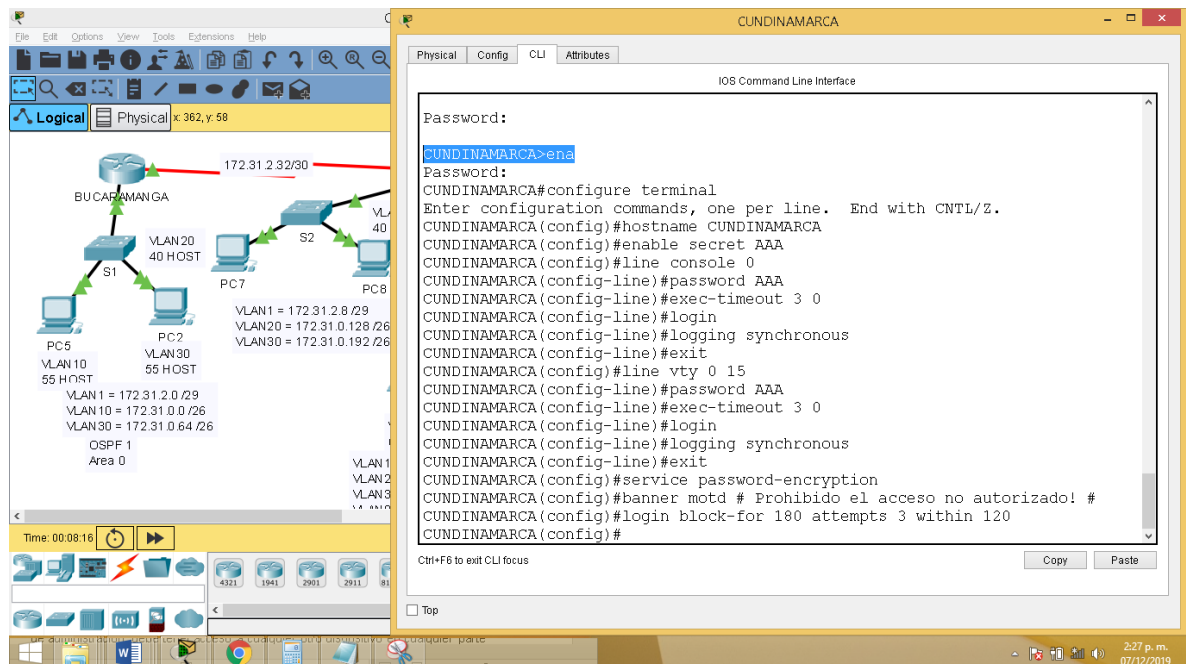 CUNDINAMARCA
File Edit Options View Tools Extensions Help
Logical Physical x: 362, y: 58
172.31.2.32/30
BUCARAMANGA
VLAN 20
40 HOST
S1
S2
40
PC7
PC8
VLAN1 = 172.31.2.8 /29
VLAN20 = 172.31.0.128 /26
VLAN30 = 172.31.0.192 /26
PC5
VLAN 10
55 HOST
PC2
VLAN 30
55 HOST
VLAN 1 = 172.31.2.0 /29
VLAN 10 = 172.31.0.0 /26
VLAN 30 = 172.31.0.64 /26
OSPF 1
Area 0
VLAN 1
VLAN 2
VLAN 3
Time: 00:08:16
4321 1941 2901 2911
Physical Config CLI Attributes
IOS Command Line Interface
Password:
CUNDINAMARCA>ena
Password:
CUNDINAMARCA#configure terminal
Enter configuration commands, one per line. End with CNTL/Z.
CUNDINAMARCA(config)#hostname CUNDINAMARCA
CUNDINAMARCA(config)#enable secret AAA
CUNDINAMARCA(config)#line console 0
CUNDINAMARCA(config-line)#password AAA
CUNDINAMARCA(config-line)#exec-timeout 3 0
CUNDINAMARCA(config-line)#login
CUNDINAMARCA(config-line)#logging synchronous
CUNDINAMARCA(config-line)#exit
CUNDINAMARCA(config)#line vty 0 15
CUNDINAMARCA(config-line)#password AAA
CUNDINAMARCA(config-line)#exec-timeout 3 0
CUNDINAMARCA(config-line)#login
CUNDINAMARCA(config-line)#logging synchronous
CUNDINAMARCA(config-line)#exit
CUNDINAMARCA(config)#service password-encryption
CUNDINAMARCA(config)#banner motd # Prohibido el acceso no autorizado! #
CUNDINAMARCA(config)#login block-for 180 attempts 3 within 120
CUNDINAMARCA(config)#
Ctrl+F6 to exit CLI focus
Copy Paste
Top
2:27 p. m.
07/12/2019